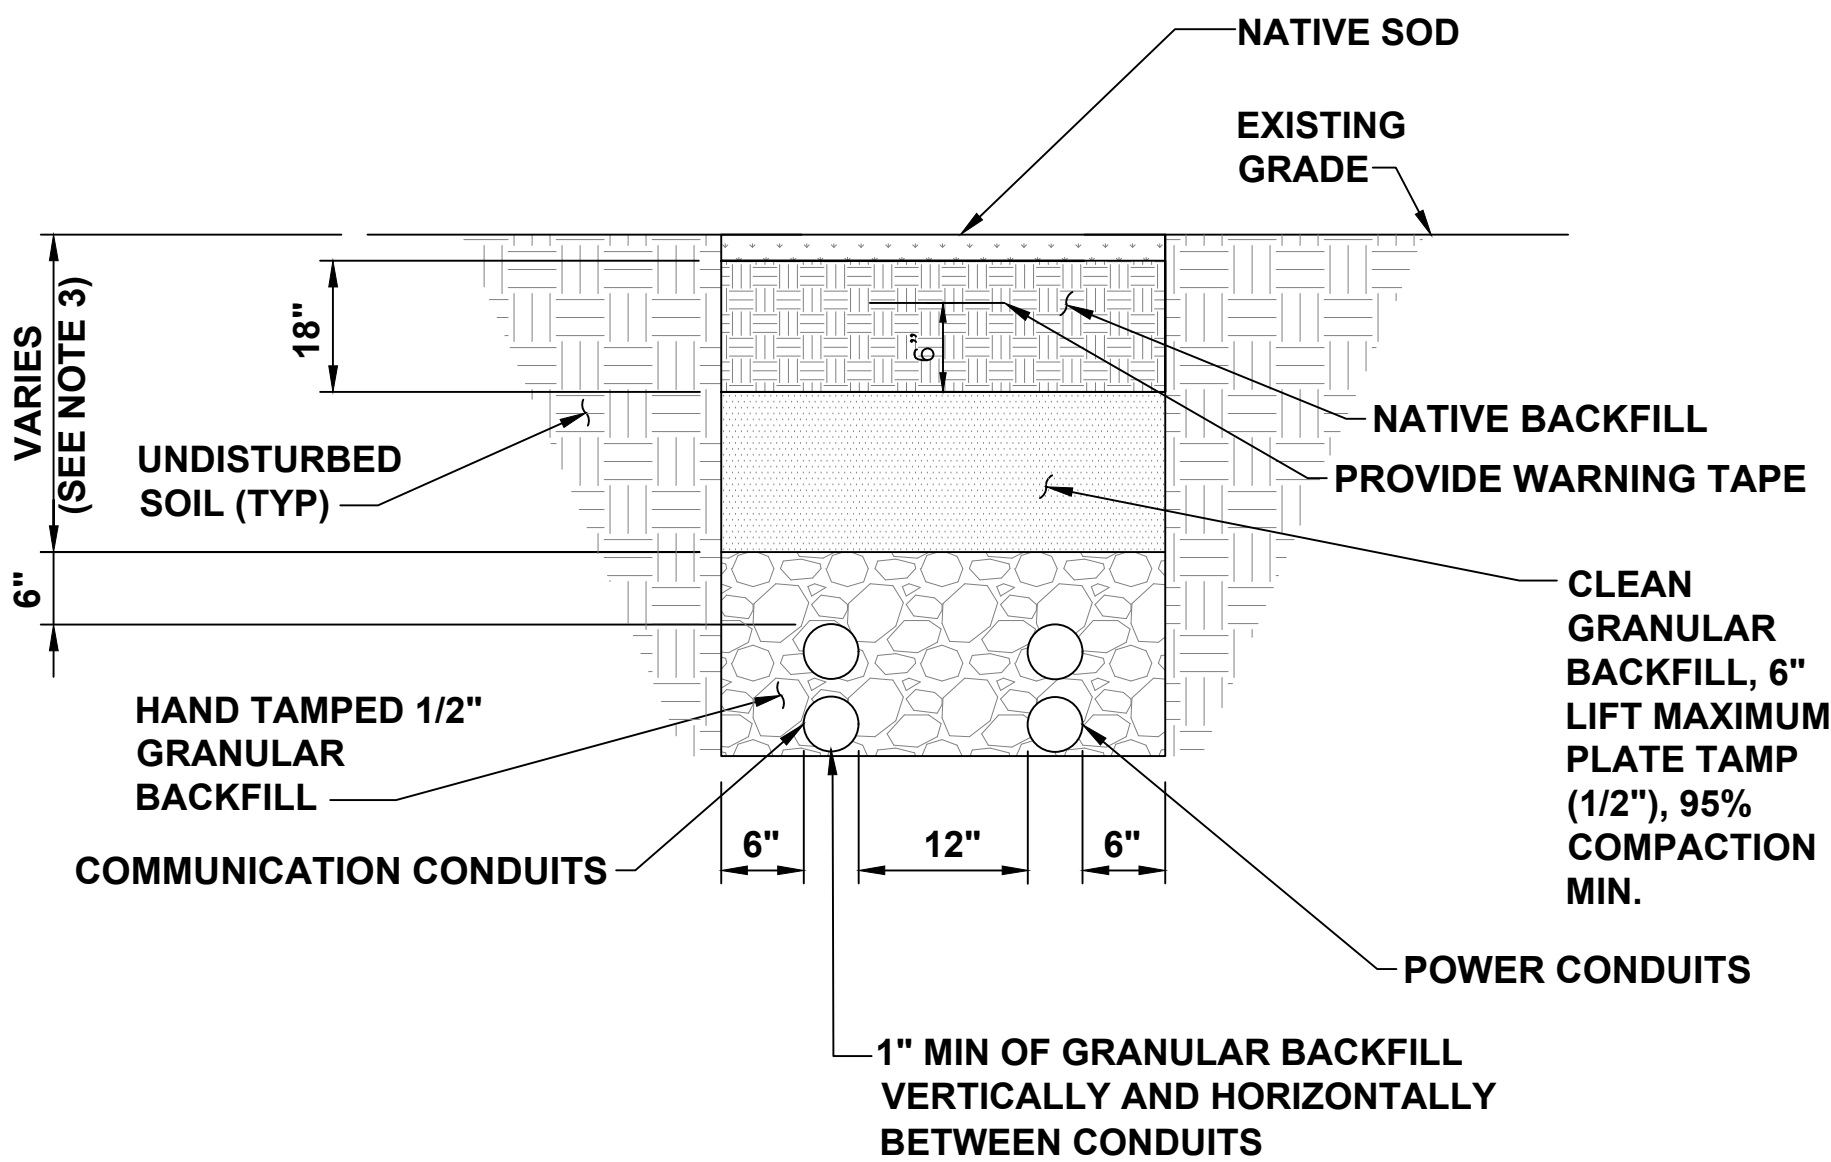 NATIVE SOD
EXISTING
GRADE
VARIES
(SEE NOTE 3)
18"
6"
UNDISTURBED
SOIL (TYP)
NATIVE BACKFILL
PROVIDE WARNING TAPE
6"
CLEAN
GRANULAR
BACKFILL, 6"
LIFT MAXIMUM
PLATE TAMP
(1/2"), 95%
COMPACTION
MIN.
HAND TAMPED 1/2"
GRANULAR
BACKFILL
6"
12"
6"
COMMUNICATION CONDUITS
POWER CONDUITS
1" MIN OF GRANULAR BACKFILL
VERTICALLY AND HORIZONTALLY
BETWEEN CONDUITS